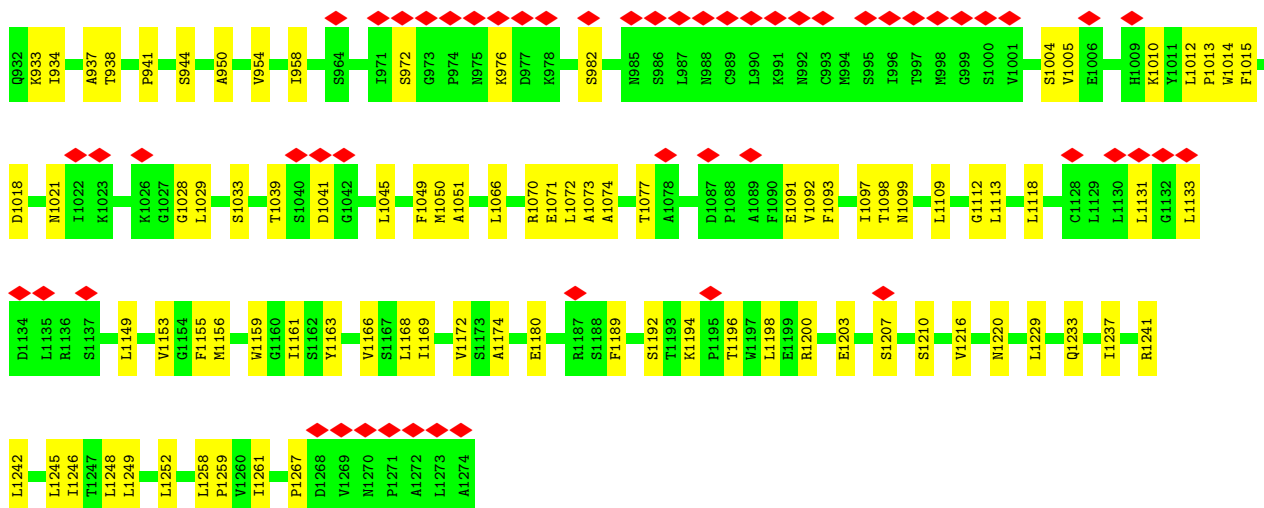 Q932 K933 I934 A937 T938 P941 S944 A950 V954 I958 S964 I971 S972 G973 P974 N975 K976 D977 K978 S982 N985 S986 L987 N988 C989 L990 K991 N992 C993 M994 S995 I996 T997 M998 G999 S1000 V1001 S1004 V1005 E1006 H1009 K1010 Y1011 L1012 P1013 W1014 F1015
D1018 N1021 I1022 K1023 K1026 G1027 G1028 L1029 S1033 T1039 S1040 D1041 G1042 L1045 F1049 M1050 A1051 L1066 R1070 E1071 L1072 A1073 A1074 T1077 A1078 D1087 P1088 A1089 F1090 E1091 V1092 F1093 I1097 T1098 N1099 L1109 G1112 L1113 L1118 C1128 L1129 L1130 L1131 G1132 L1133
D1134 L1135 R1136 S1137 L1149 V1153 G1154 F1155 M1156 W1159 G1160 I1161 S1162 Y1163 V1166 S1167 L1168 I1169 V1172 S1173 A1174 E1180 R1187 S1188 F1189 S1192 T1193 K1194 P1195 T1196 W1197 L1198 E1199 R1200 E1203 S1207 S1210 V1216 N1220 L1229 Q1233 I1237 R1241
L1242 L1245 I1246 T1247 L1248 L1249 L1252 L1258 P1259 V1260 I1261 P1267 D1268 V1269 N1270 P1271 A1272 L1273 A1274